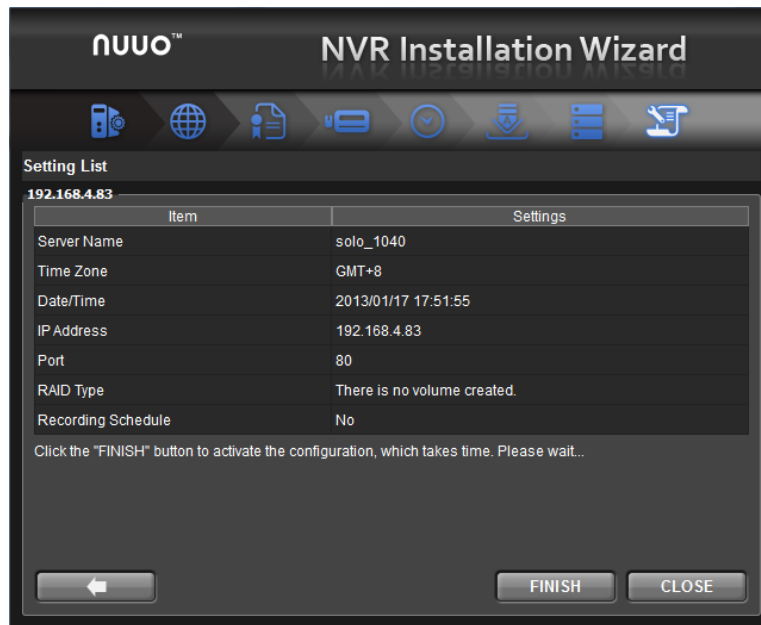 nuuo™
NVR Installation Wizard
Setting List
192.168.4.83
Item Settings
Server Name solo_1040
Time Zone GMT+8
Date/Time 2013/01/17 17:51:55
IP Address 192.168.4.83
Port 80
RAID Type There is no volume created.
Recording Schedule No
Click the "FINISH" button to activate the configuration, which takes time. Please wait...
FINISH CLOSE